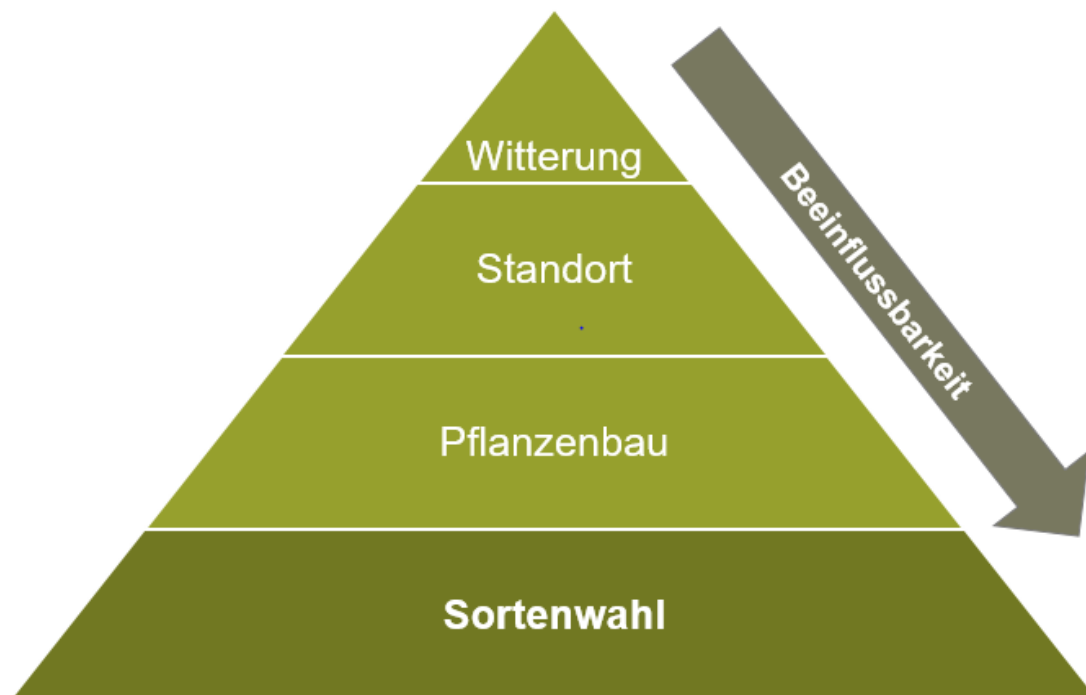 Witterung
Standort
Pflanzenbau
Sortenwahl
Beeinflussbarkeit